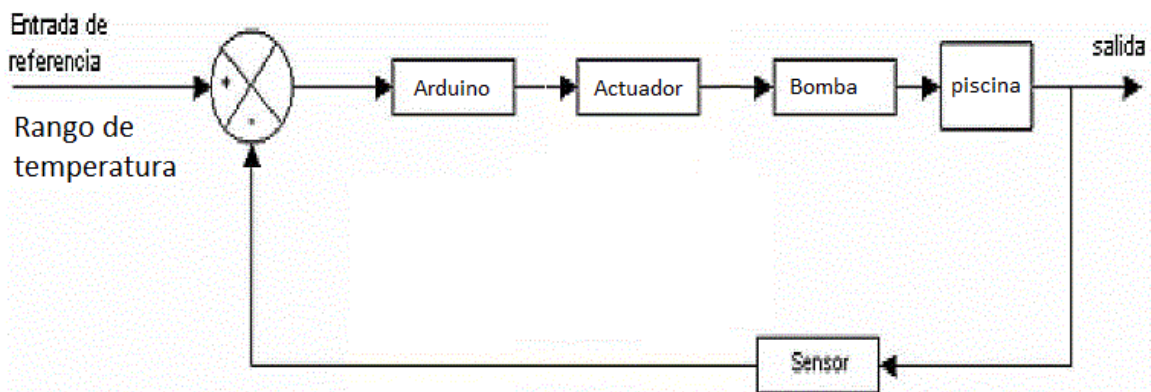 Entrada de
referencia
Rango de
temperatura
+
-
Arduino
Actuador
Bomba
piscina
salida
Sensor